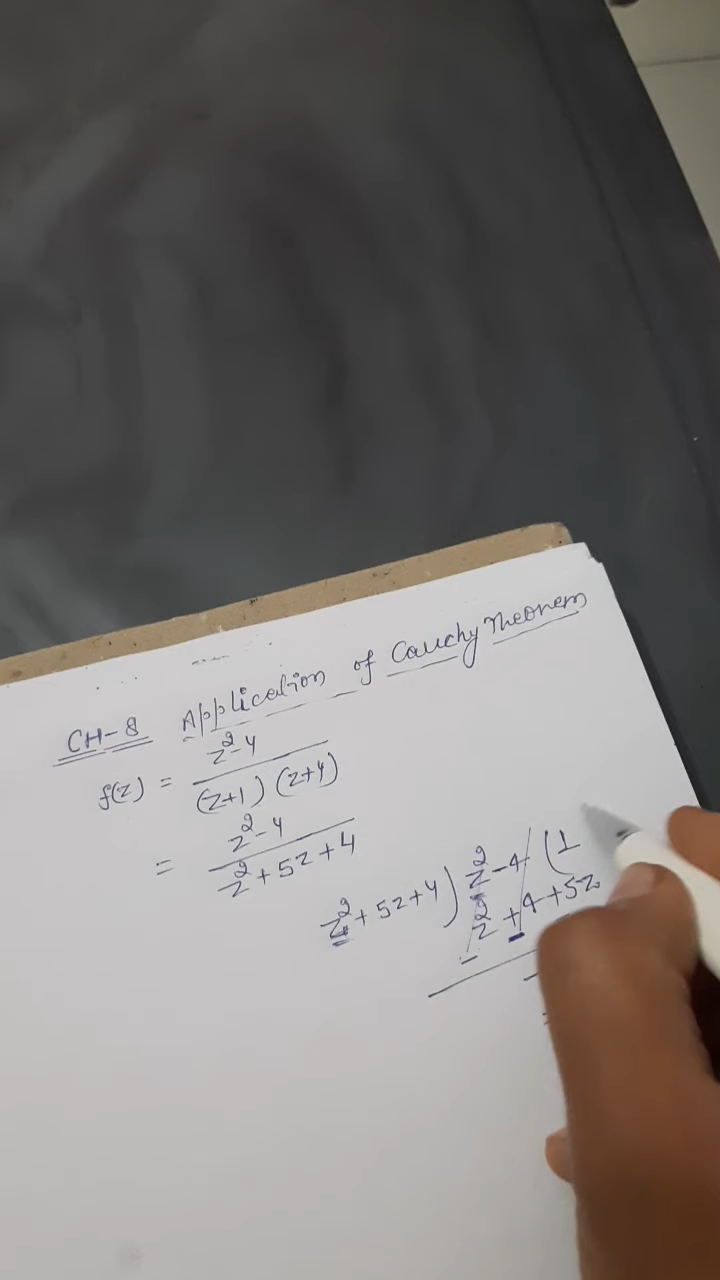 CH-8 Application of Cauchy Theorem
f(z) = z²-4 / (z+1) (z+4)
= z²-4 / z²+5z+4
z²+5z+4) z²-4 (1
z²+4+5z